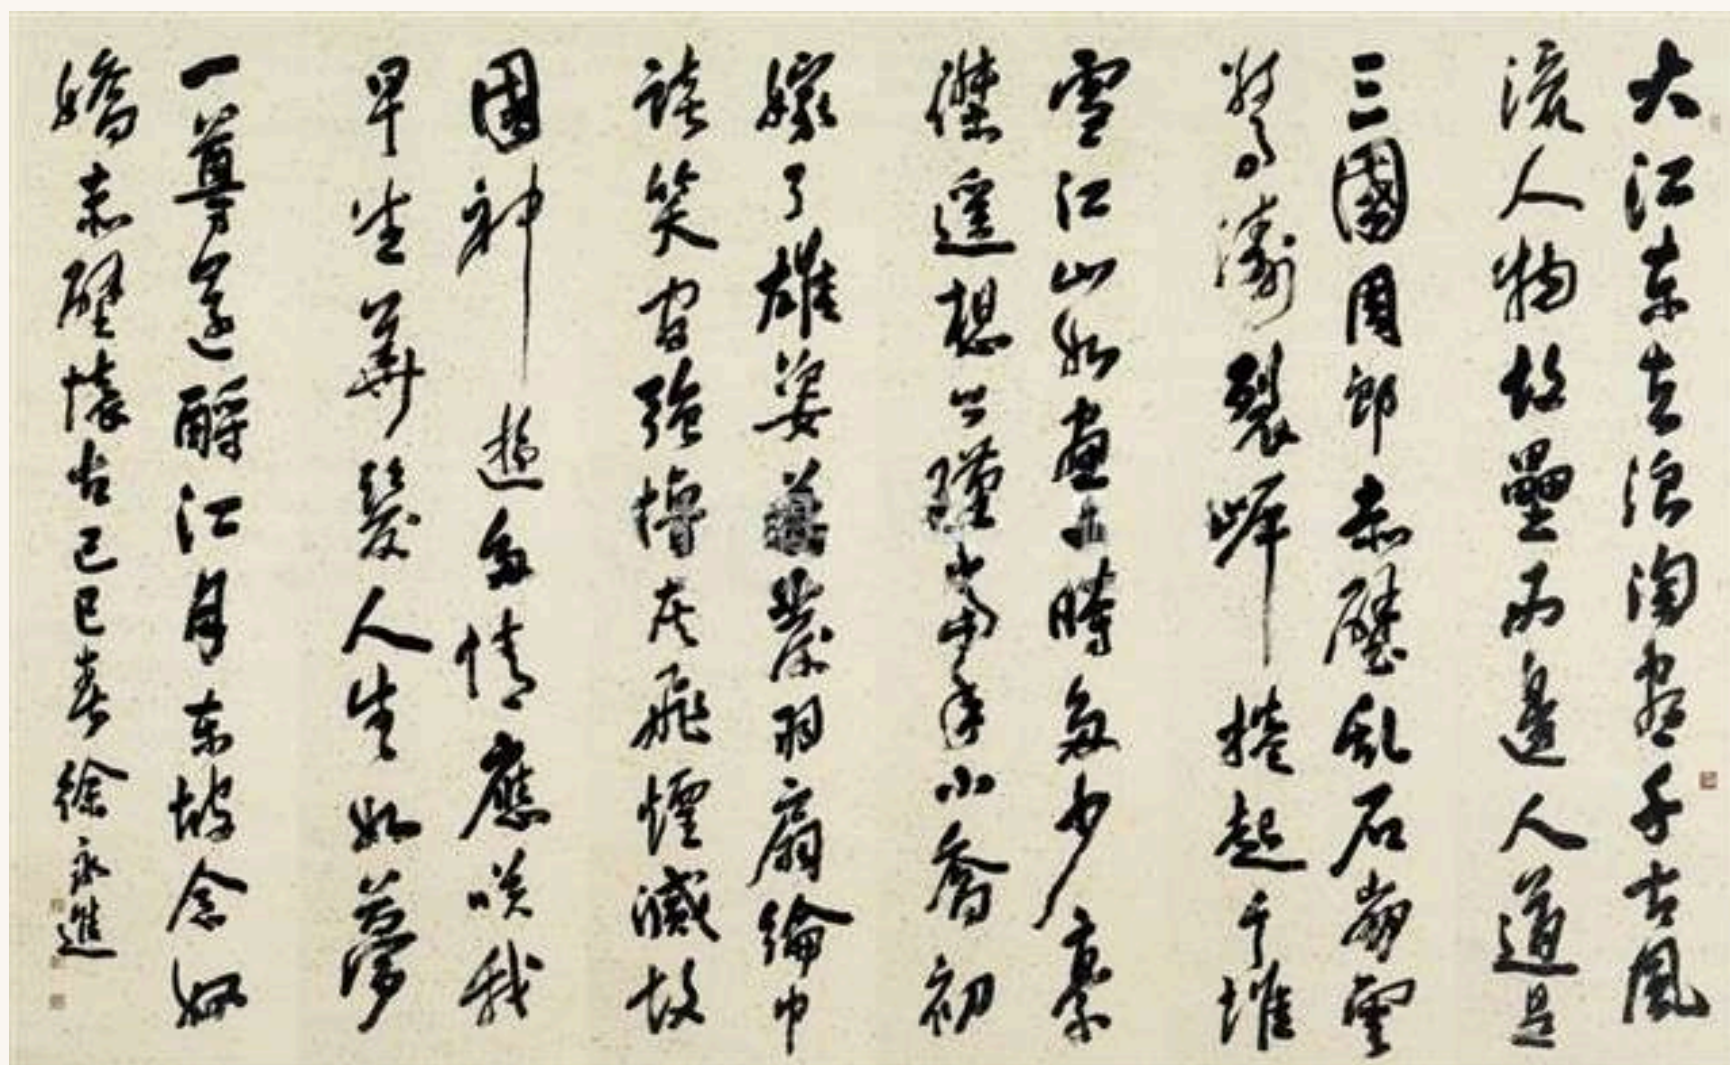 大江東去浪淘盡千古風
流人物故壘西邊人道是
三國周郎赤壁乱石崩雲
驚濤裂岸捲起千堆
雪江山如畫一時多少豪
傑遙想公瑾當年小喬初
嫁了雄姿英發羽扇綸巾
談笑間強灰飛煙滅故
國神遊多情應咲我
早生華髮人生如夢
一尊還酹江月东坡念奴
嬌赤壁懷古己巳春徐永進